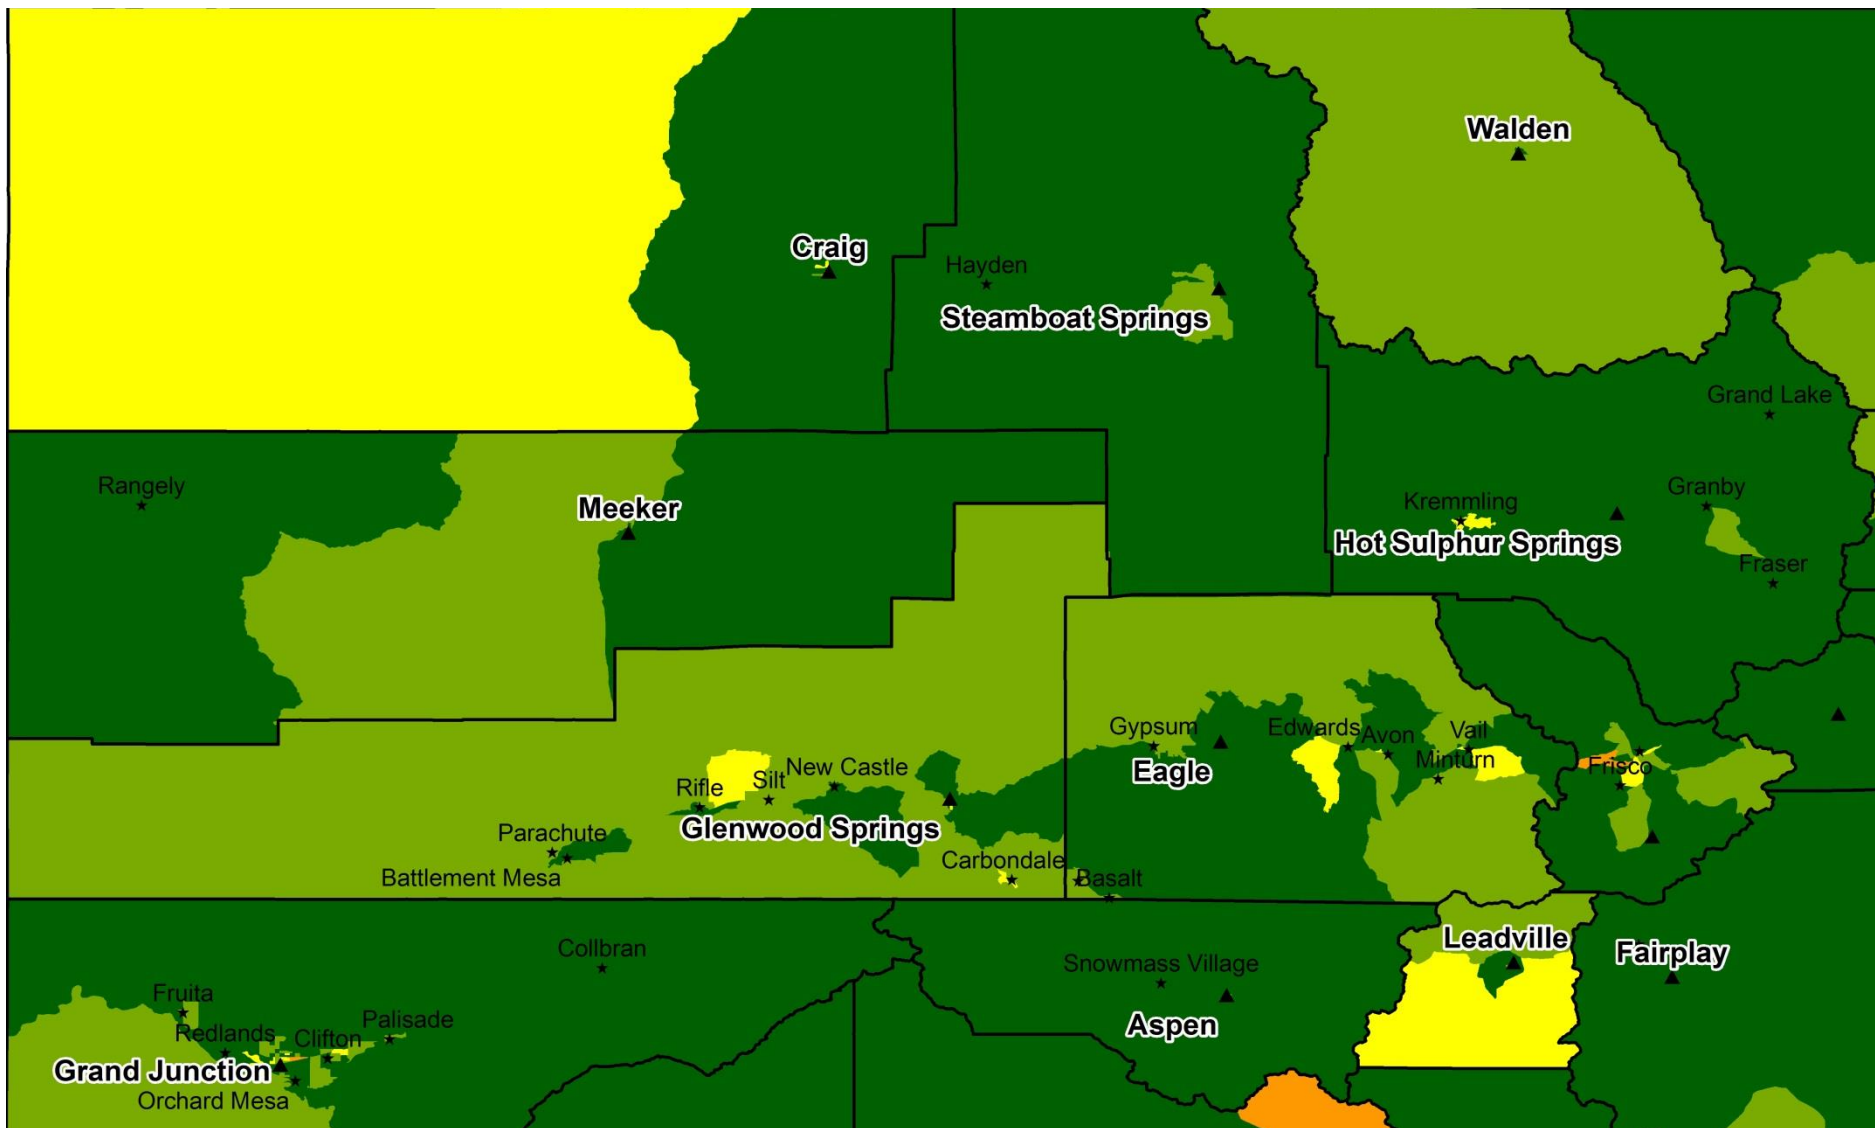 Walden
Craig
Hayden
Steamboat Springs
Grand Lake
Rangely
Granby
Kremmling
Meeker
Hot Sulphur Springs
Fraser
Gypsum
Edwards
Avon
Vail
Minturn
Frisco
Eagle
New Castle
Silt
Rifle
Glenwood Springs
Parachute
Battlement Mesa
Carbondale
Basalt
Leadville
Fairplay
Collbran
Snowmass Village
Aspen
Fruita
Redlands
Clifton
Palisade
Grand Junction
Orchard Mesa